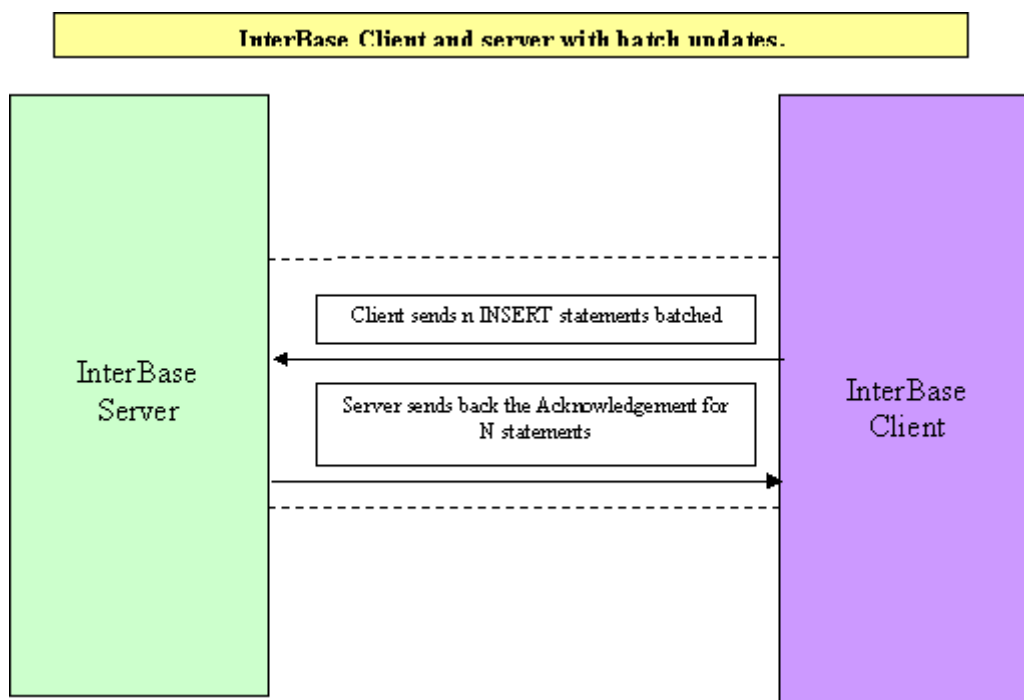 InterBase Client and server with batch updates.
Client sends n INSERT statements batched
InterBase
Server
Server sends back the Acknowledgement for
N statements
InterBase
Client